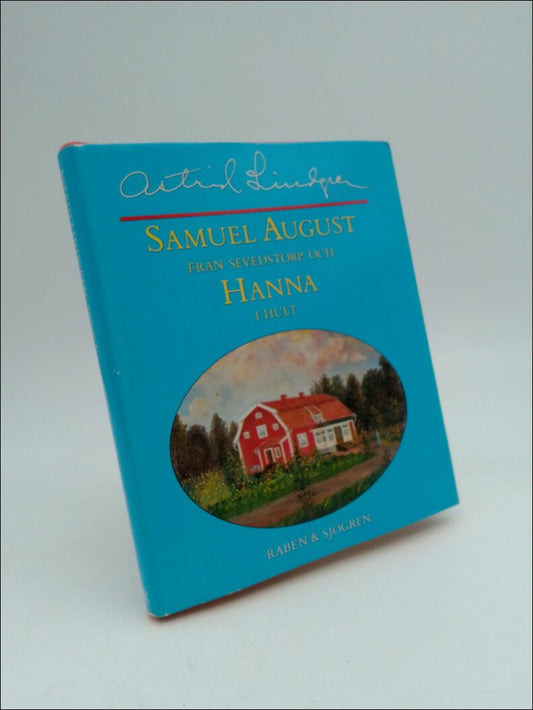 Astrid Lindgren
SAMUEL AUGUST
FRÅN SEVEDSTORP OCH
HANNA
I HULT
RABÉN & SJÖGREN